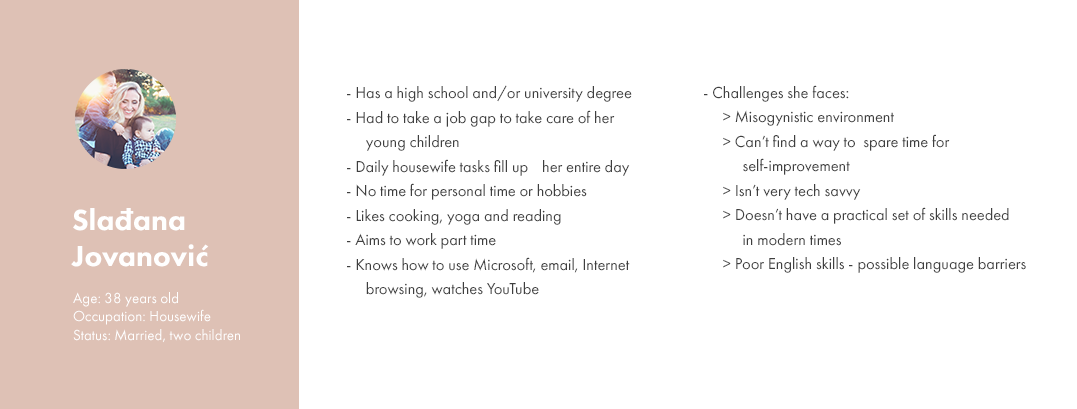 Slađana
Jovanović
Age: 38 years old
Occupation: Housewife
Status: Married, two children
- Has a high school and/or university degree
- Had to take a job gap to take care of her
young children
- Daily housewife tasks fill up her entire day
- No time for personal time or hobbies
- Likes cooking, yoga and reading
- Aims to work part time
- Knows how to use Microsoft, email, Internet
browsing, watches YouTube
- Challenges she faces:
> Misogynistic environment
> Can't find a way to spare time for
self-improvement
> Isn't very tech savvy
> Doesn't have a practical set of skills needed
in modern times
> Poor English skills - possible language barriers